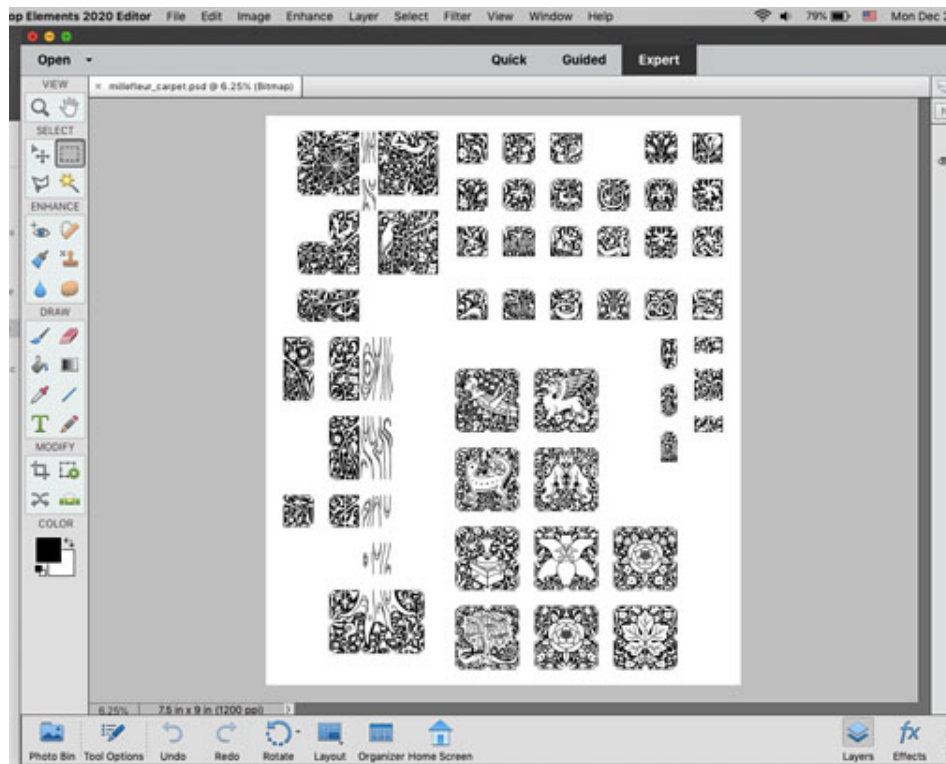 op Elements 2020 Editor File Edit Image Enhance Layer Select Filter View Window Help 79% Mon Dec 2
Open Quick Guided Expert
VIEW
× millefleur_carpet.psd @ 6.25% (Bitmap)
SELECT
ENHANCE
DRAW
T
MODIFY
COLOR
6.25% 7.5 in x 9 in (1200 ppi)
fx
Photo Bin Tool Options Undo Redo Rotate Layout Organizer Home Screen Layers Effects